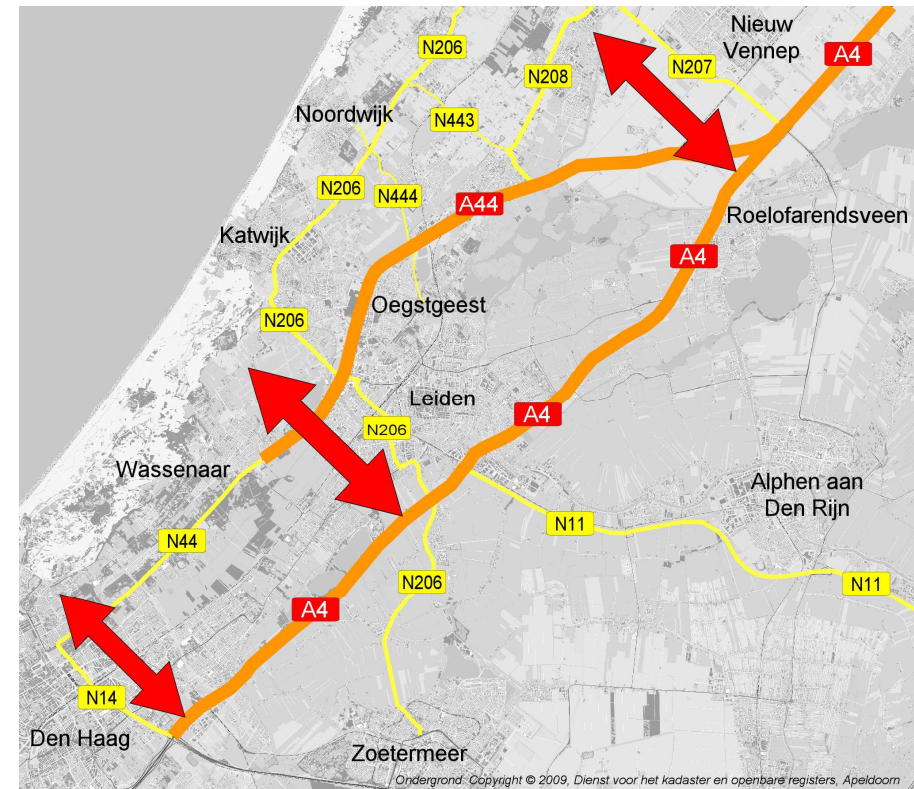 Nieuw
Vennep
N206
A4
N208
N207
Noordwijk
N443
N206
N444
A44
Roelofarendsveen
Katwijk
A4
Oegstgeest
N206
Leiden
A4
N206
Wassenaar
Alphen aan
Den Rijn
N11
N44
N206
N11
A4
N14
Den Haag
Zoetermeer
Ondergrond: Copyright © 2009, Dienst voor het kadaster en openbare registers, Apeldoorn